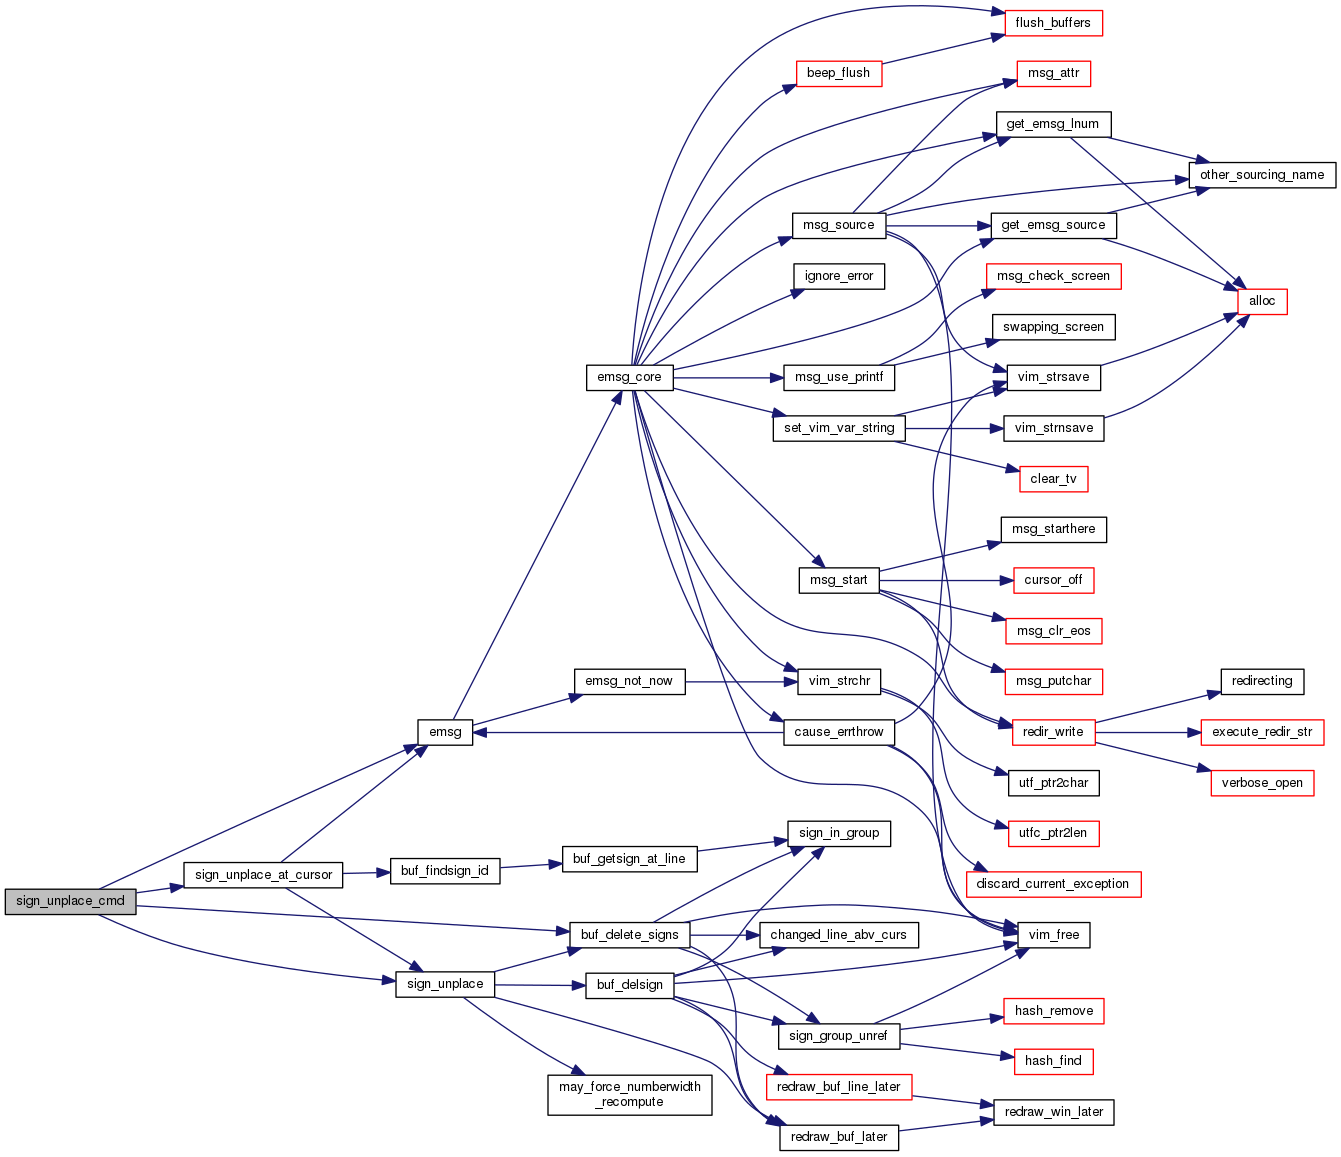 flush_buffers
beep_flush
msg_attr
get_emsg_lnum
other_sourcing_name
msg_source
get_emsg_source
ignore_error
msg_check_screen
alloc
swapping_screen
emsg_core
msg_use_printf
vim_strsave
set_vim_var_string
vim_strnsave
clear_tv
msg_starthere
msg_start
cursor_off
msg_clr_eos
emsg_not_now
vim_strchr
msg_putchar
redirecting
emsg
cause_errthrow
redir_write
execute_redir_str
utf_ptr2char
verbose_open
sign_in_group
utfc_ptr2len
buf_getsign_at_line
sign_unplace_at_cursor
buf_findsign_id
discard_current_exception
sign_unplace_cmd
buf_delete_signs
changed_line_abv_curs
vim_free
sign_unplace
buf_delsign
hash_remove
sign_group_unref
hash_find
may_force_numberwidth
_recompute
redraw_buf_line_later
redraw_win_later
redraw_buf_later